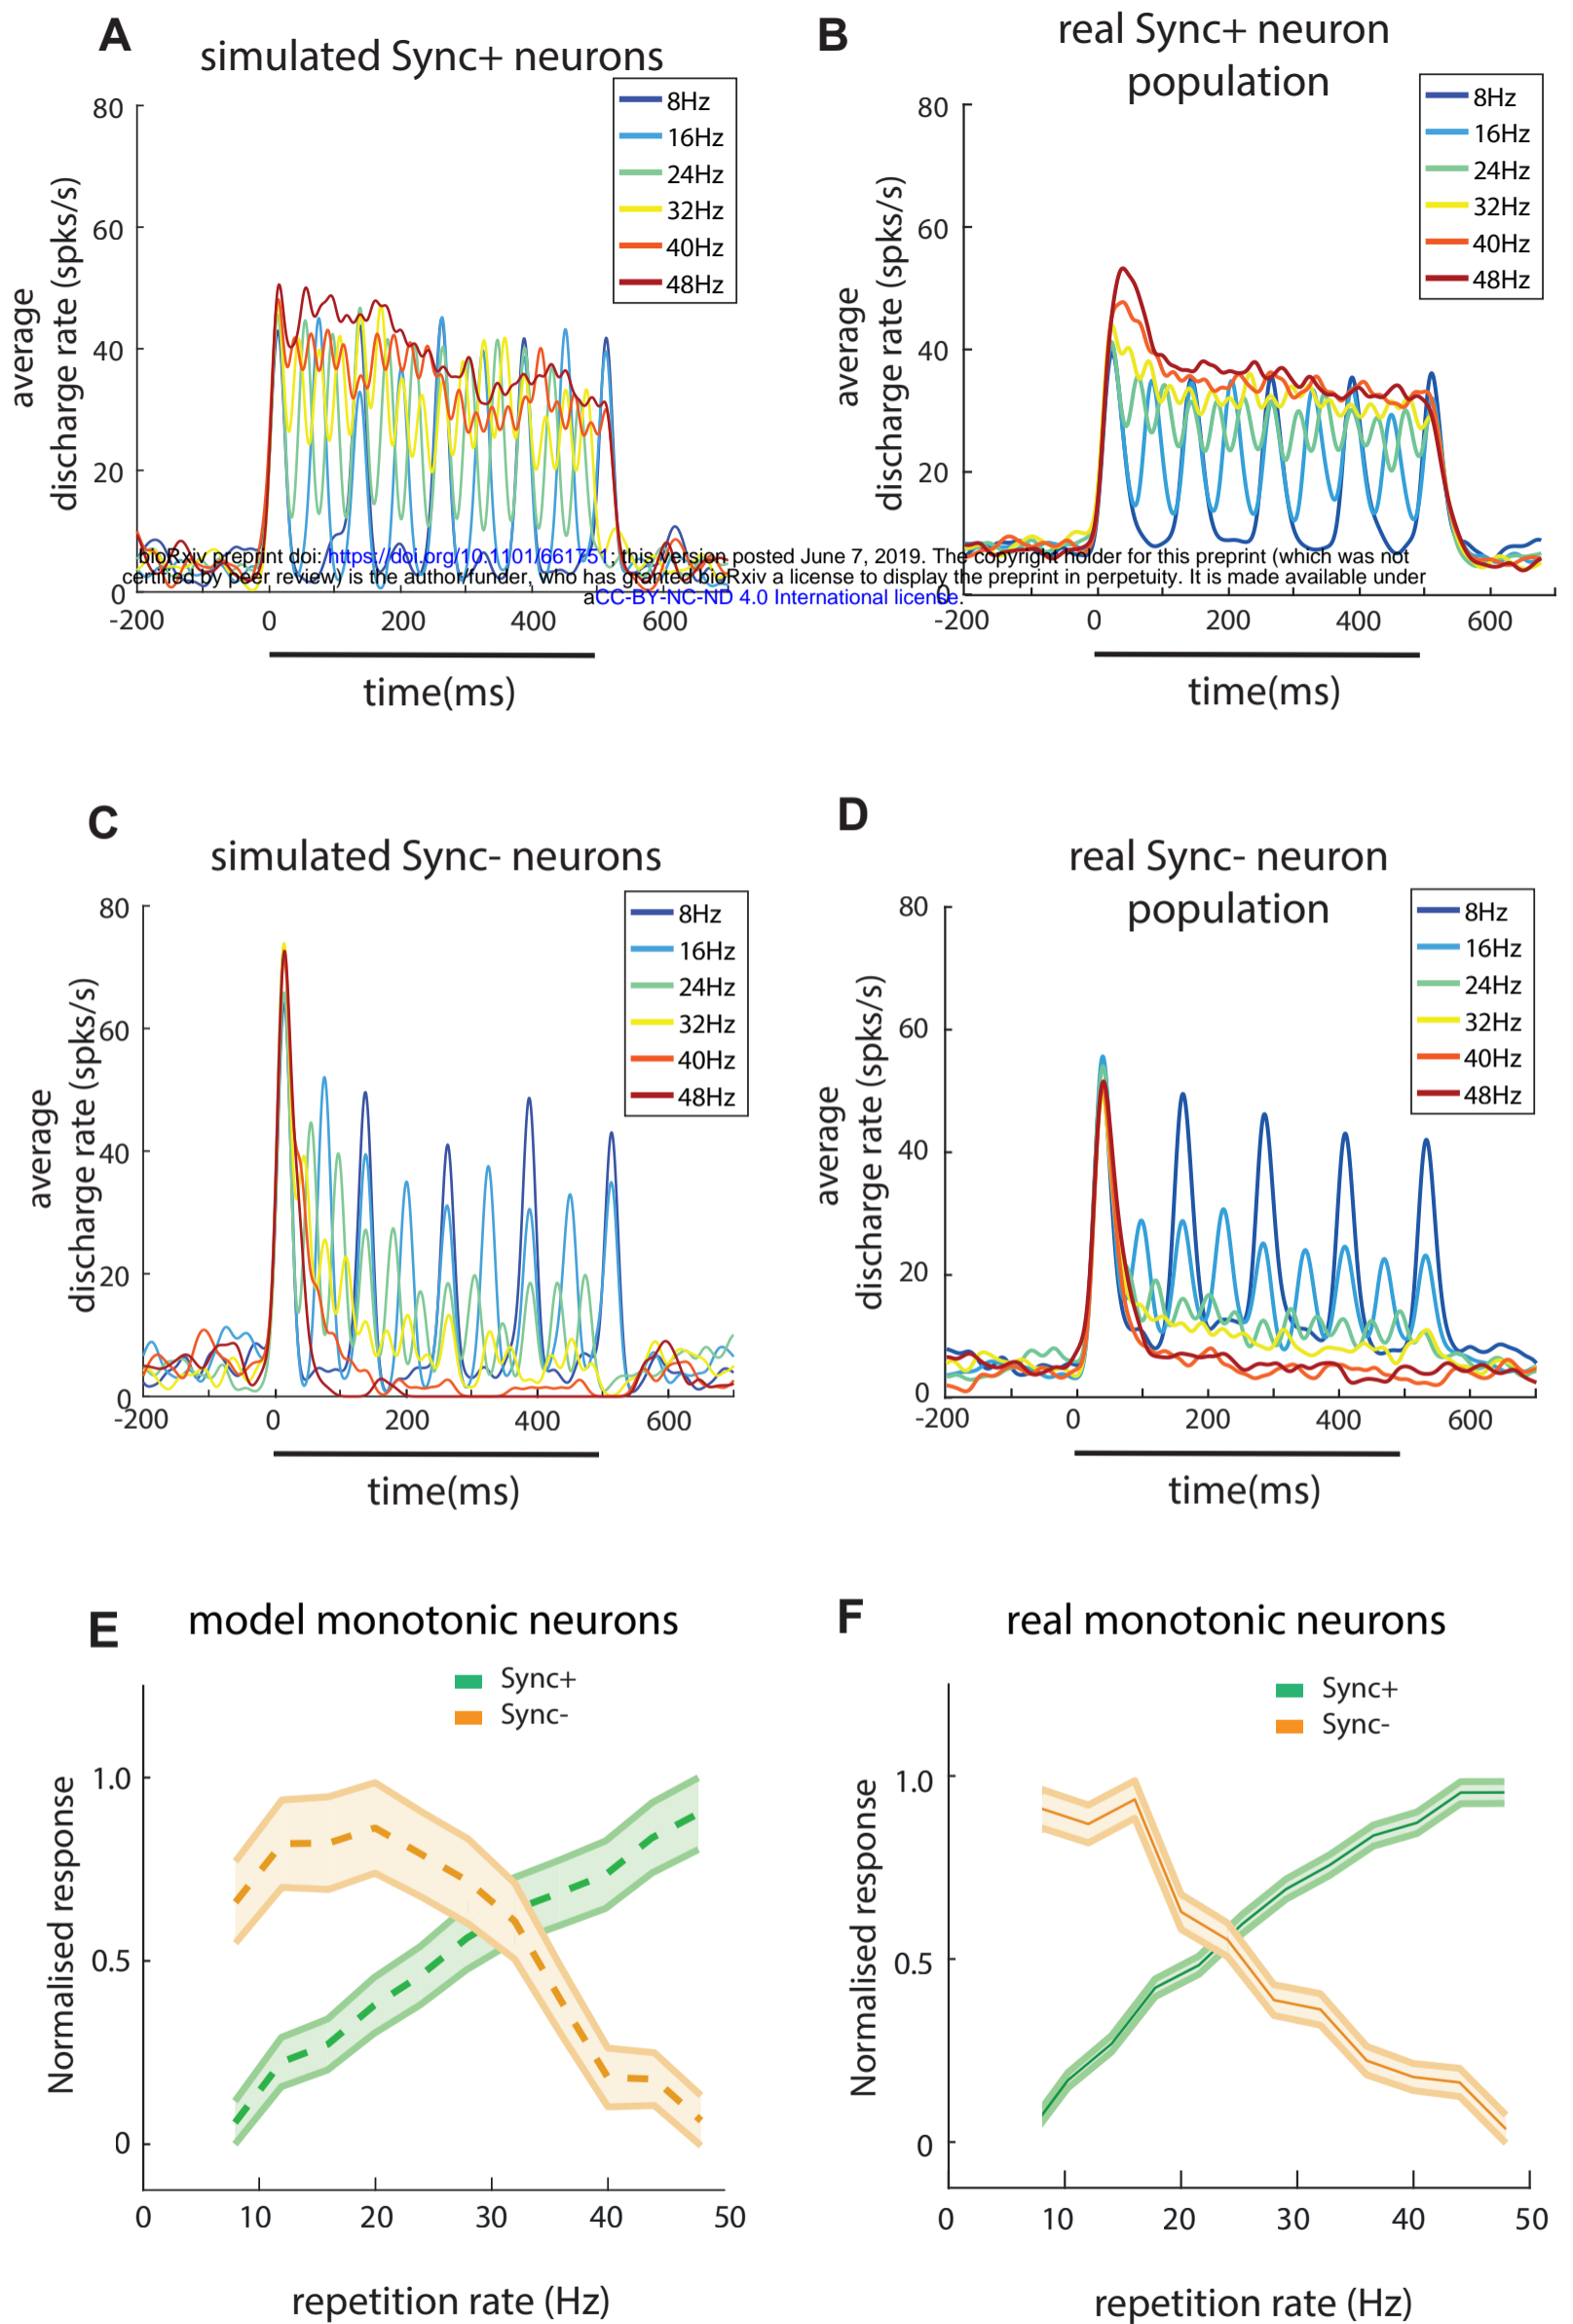 A
simulated Sync+ neurons
8Hz
16Hz
24Hz
32Hz
40Hz
48Hz
80
60
40
20
0
average
discharge rate (spks/s)
-200
0
200
400
600
time(ms)
B
real Sync+ neuron
population
8Hz
16Hz
24Hz
32Hz
40Hz
48Hz
80
60
40
20
0
average
discharge rate (spks/s)
-200
0
200
400
600
time(ms)
bioRxiv preprint doi: https://doi.org/10.1101/661751; this version posted June 7, 2019. The copyright holder for this preprint (which was not
certified by peer review) is the author/funder, who has granted bioRxiv a license to display the preprint in perpetuity. It is made available under
aCC-BY-NC-ND 4.0 International license.
C
simulated Sync- neurons
8Hz
16Hz
24Hz
32Hz
40Hz
48Hz
80
60
40
20
0
average
discharge rate (spks/s)
-200
0
200
400
600
time(ms)
D
real Sync- neuron
population
8Hz
16Hz
24Hz
32Hz
40Hz
48Hz
80
60
40
20
0
average
discharge rate (spks/s)
-200
0
200
400
600
time(ms)
E
model monotonic neurons
Sync+
Sync-
1.0
0.5
0
Normalised response
0
10
20
30
40
50
repetition rate (Hz)
F
real monotonic neurons
Sync+
Sync-
1.0
0.5
0
Normalised response
0
10
20
30
40
50
repetition rate (Hz)